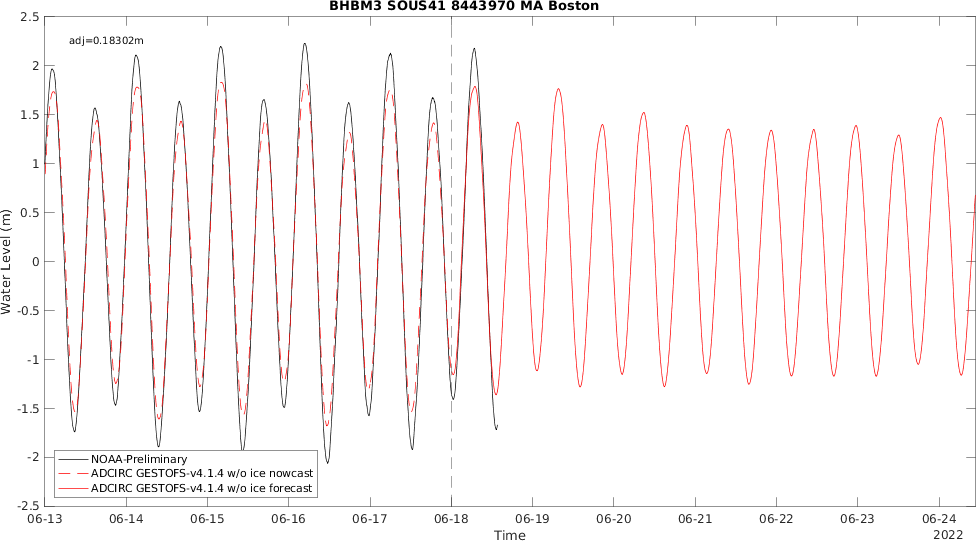 BHBM3 SOUS41 8443970 MA Boston
adj=0.18302m
Water Level (m)
2.5
2
1.5
1
0.5
0
-0.5
-1
-1.5
-2
-2.5
NOAA-Preliminary
ADCIRC GESTOFS-v4.1.4 w/o ice nowcast
ADCIRC GESTOFS-v4.1.4 w/o ice forecast
06-13 06-14 06-15 06-16 06-17 06-18 06-19 06-20 06-21 06-22 06-23 06-24
Time
2022